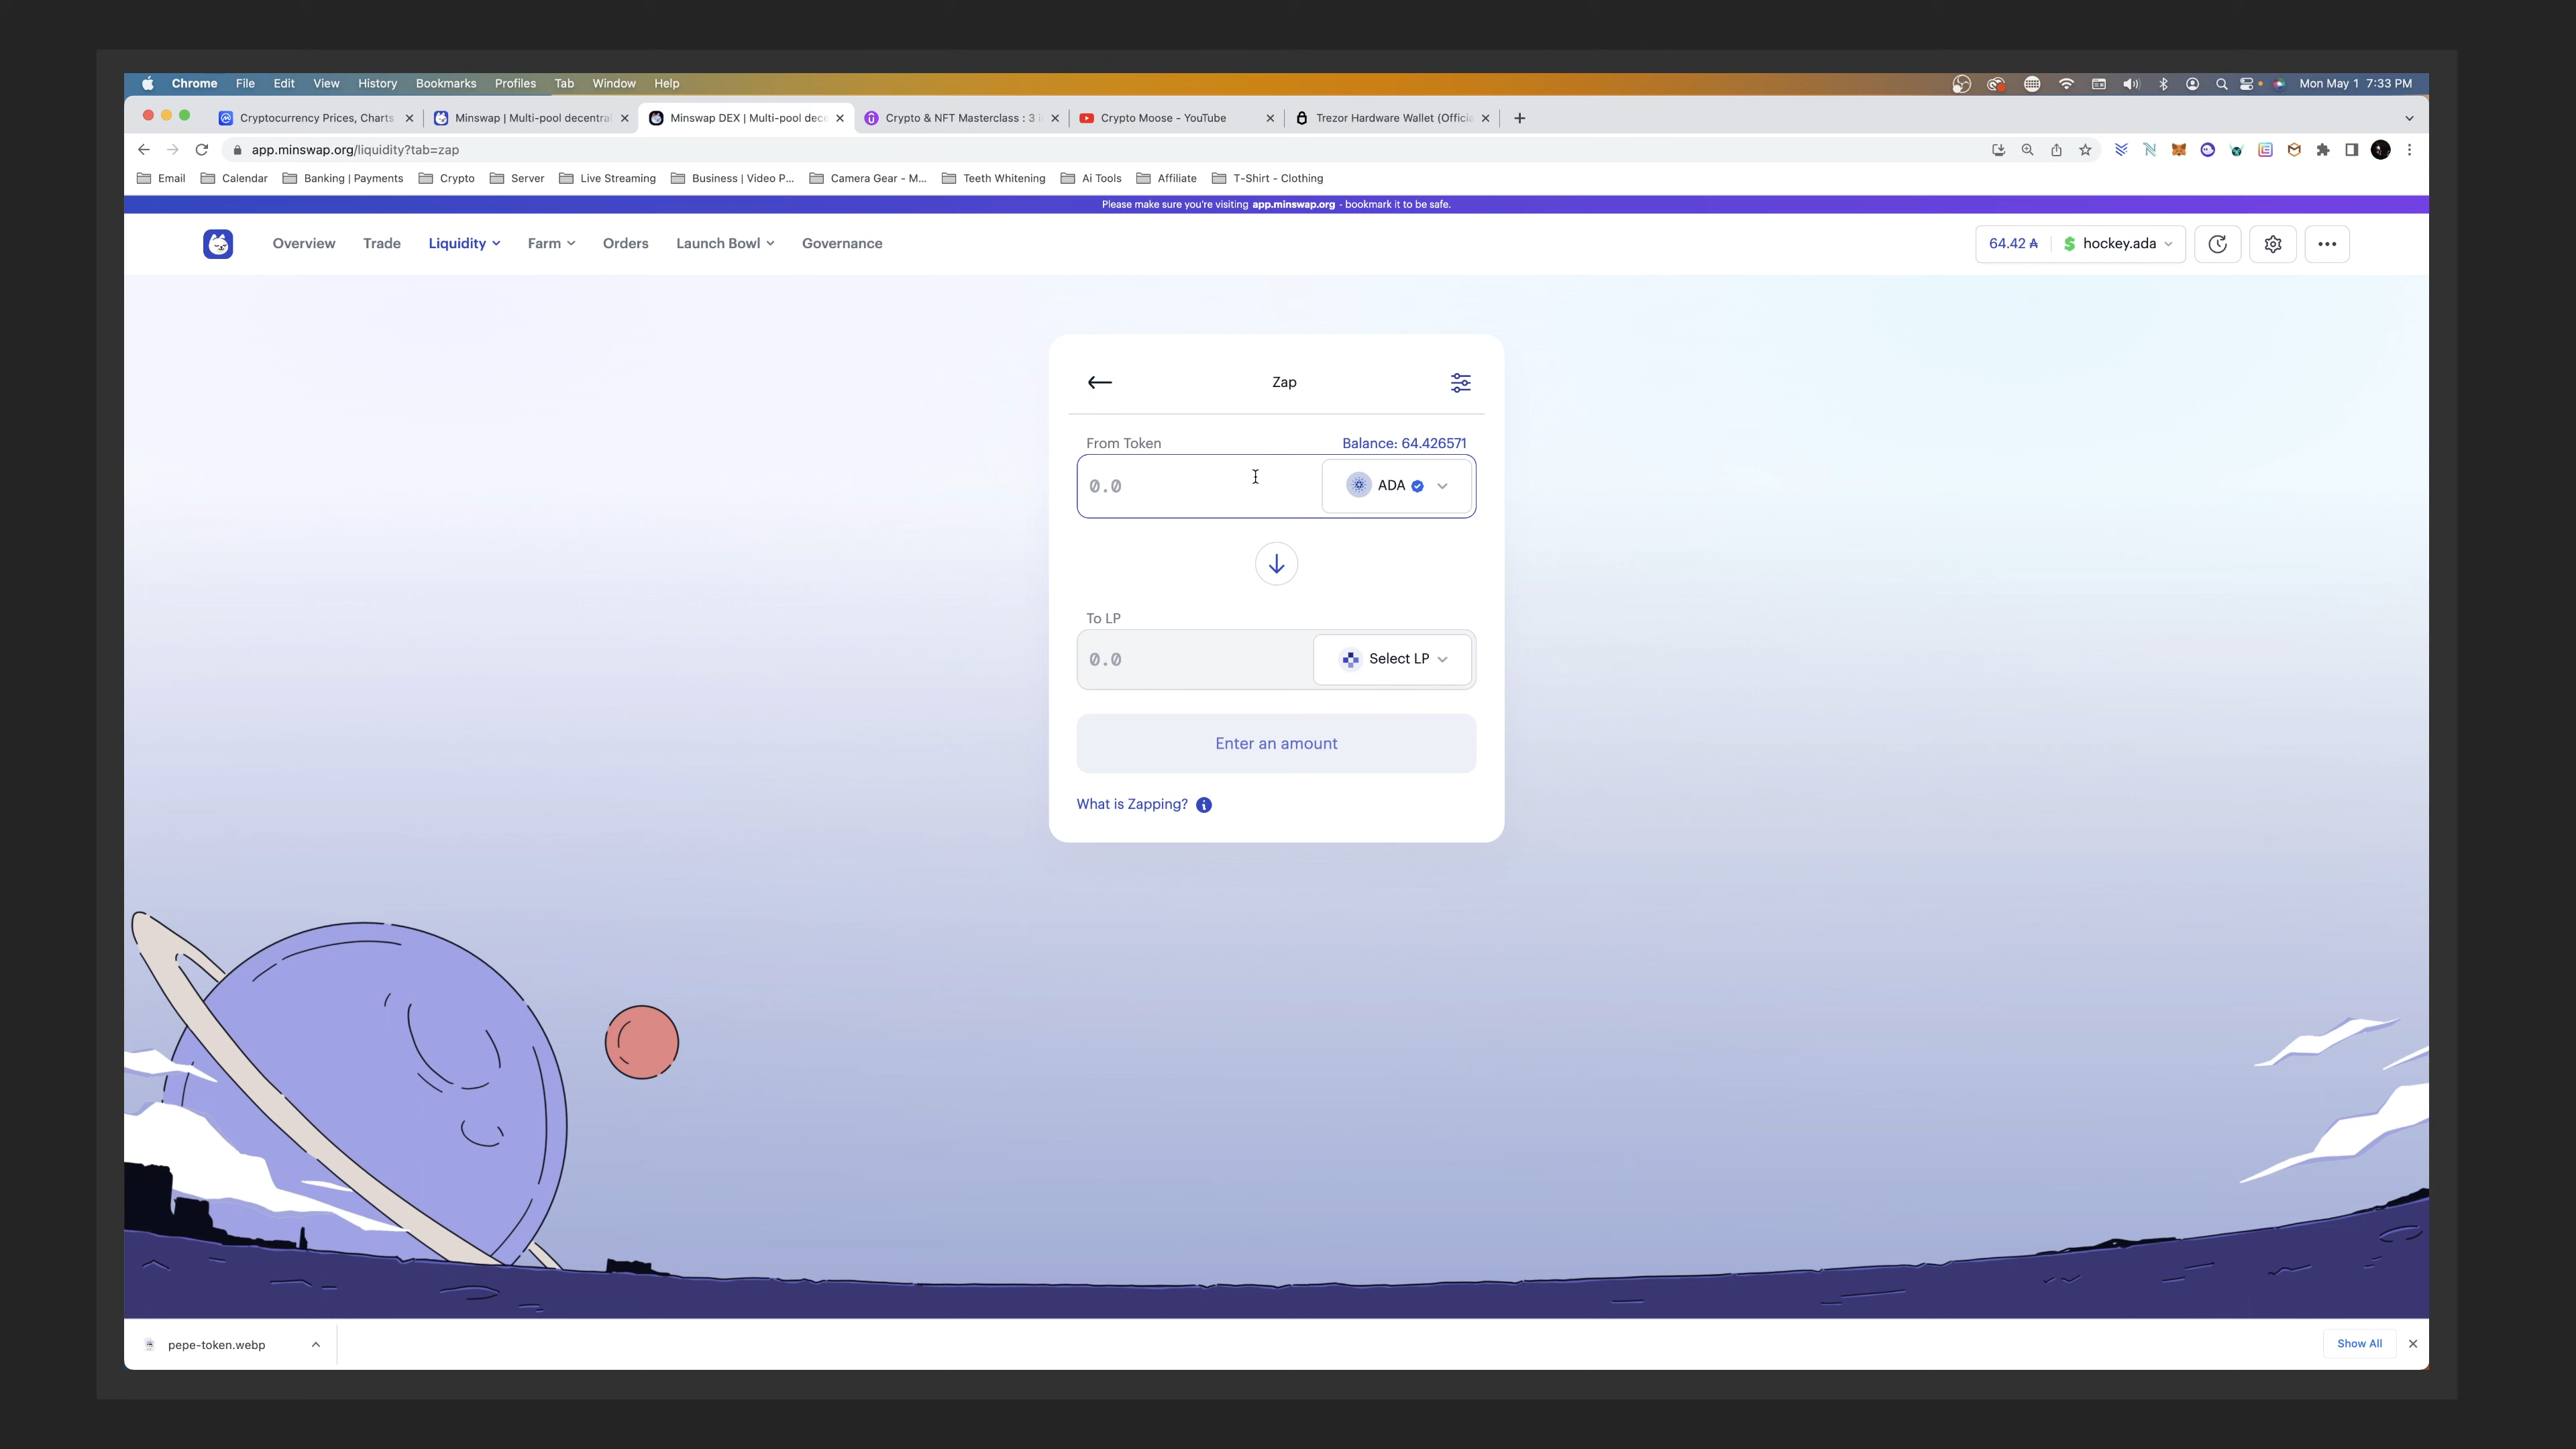 Chrome File Edit View History Bookmarks Profiles Tab Window Help Mon May 1 7:33 PM
Cryptocurrency Prices, Charts Minswap | Multi-pool decentral Minswap DEX | Multi-pool dece Crypto & NFT Masterclass : 3 Crypto Moose - YouTube Trezor Hardware Wallet (Officia
app.minswap.org/liquidity?tab=zap
Email Calendar Banking | Payments Crypto Server Live Streaming Business | Video P... Camera Gear - M... Teeth Whitening Ai Tools Affiliate T-Shirt - Clothing
Please make sure you're visiting app.minswap.org - bookmark it to be safe.
Overview Trade Liquidity Farm Orders Launch Bowl Governance 64.42 ₳ $ hockey.ada
Zap
From Token Balance: 64.426571
0.0 ADA
To LP
0.0 Select LP
Enter an amount
What is Zapping? i
pepe-token.webp Show All